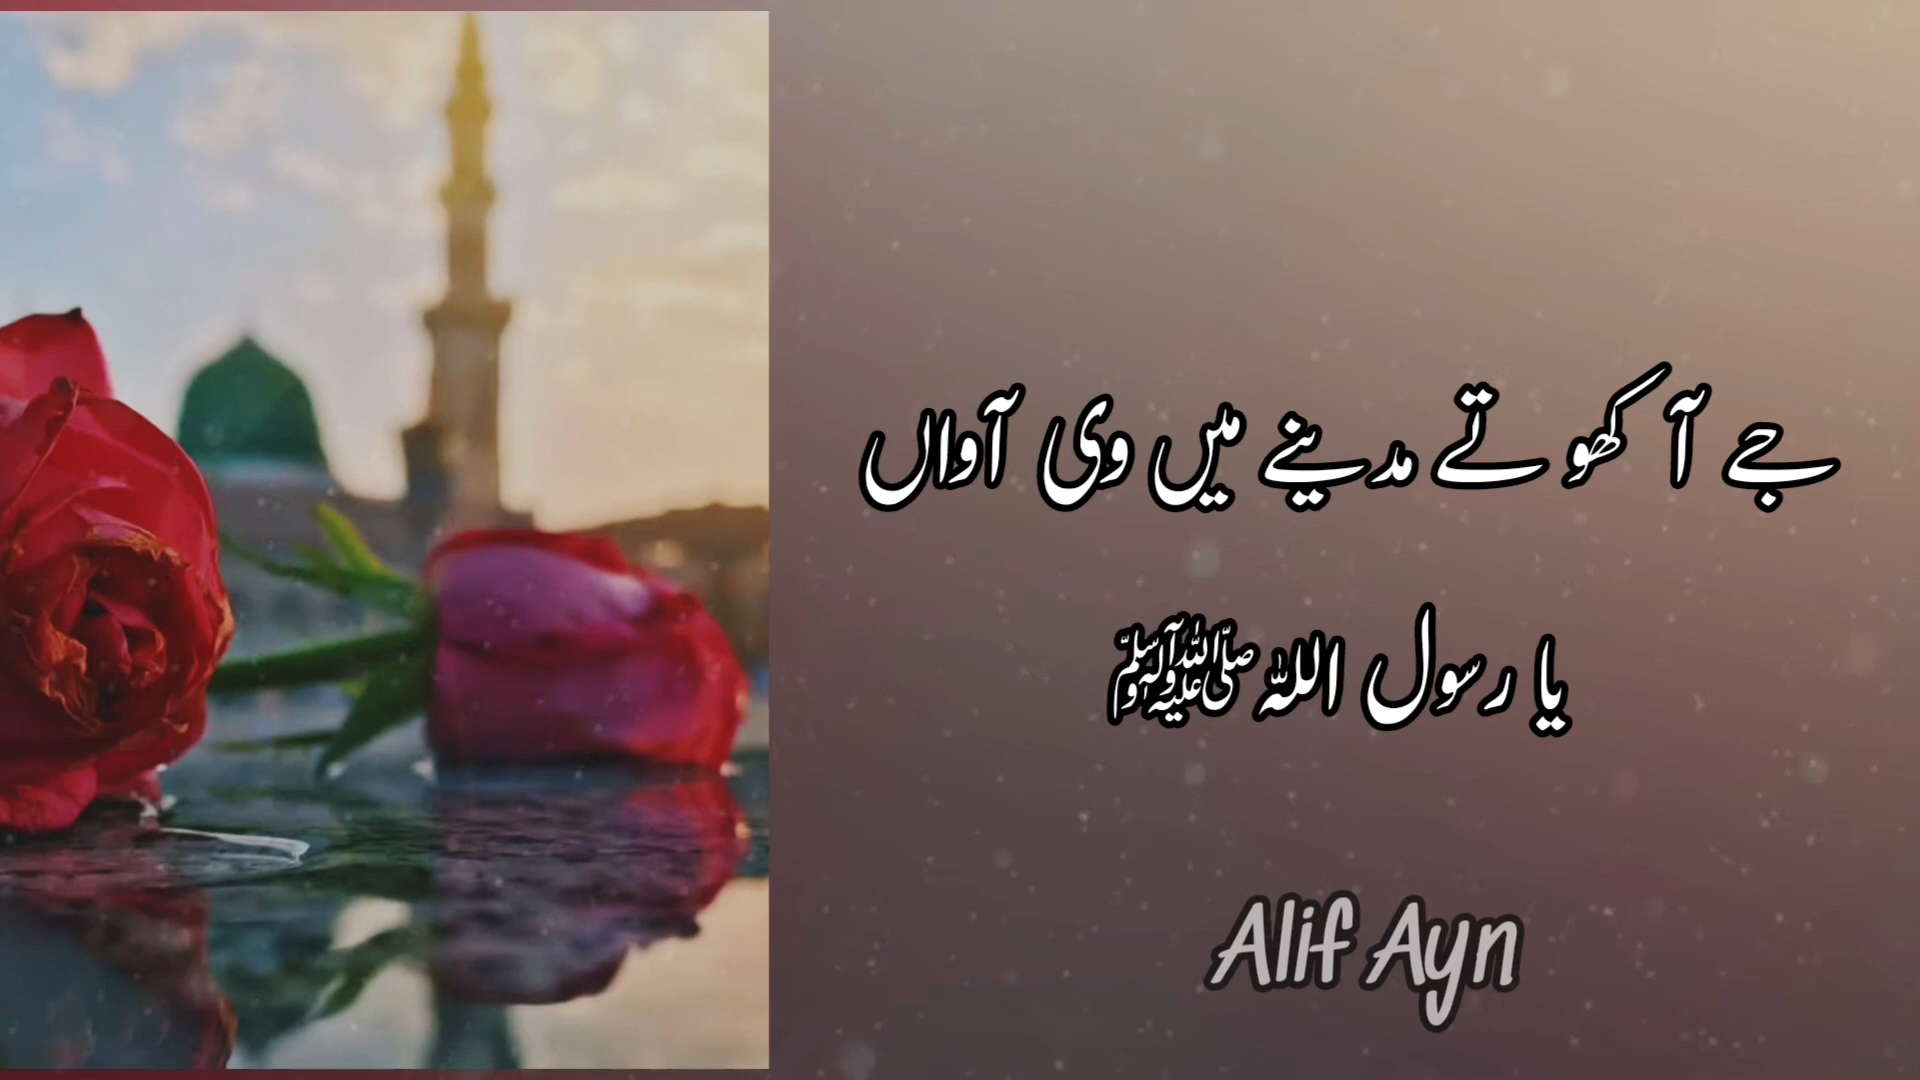 جے آکھو تے مدینے میں وی آواں
یا رسول اللہ ﷺ
Alif Ayn